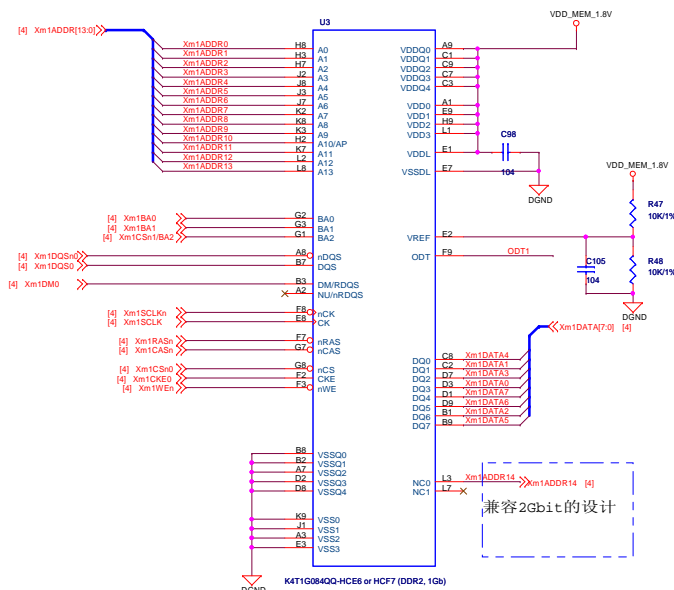 U3
VDD_MEM_1.8V
[4] Xm1ADDR[13:0]
Xm1ADDR0 H8 A0
Xm1ADDR1 H3 A1
Xm1ADDR2 H7 A2
Xm1ADDR3 J2 A3
Xm1ADDR4 J8 A4
Xm1ADDR5 J3 A5
Xm1ADDR6 J7 A6
Xm1ADDR7 K2 A7
Xm1ADDR8 K8 A8
Xm1ADDR9 K3 A9
Xm1ADDR10 H2 A10/AP
Xm1ADDR11 K7 A11
Xm1ADDR12 L2 A12
Xm1ADDR13 L8 A13
VDDQ0 A9
VDDQ1 C1
VDDQ2 C9
VDDQ3 C7
VDDQ4 C3
VDD0 A1
VDD1 E9
VDD2 H9
VDD3 L1
VDDL E1
C98
104
VSSDL E7
DGND
VDD_MEM_1.8V
R47
10K/1%
[4] Xm1BA0 G2 BA0
[4] Xm1BA1 G3 BA1
[4] Xm1CSn1/BA2 G1 BA2
VREF E2
ODT F9 ODT1
C105
104
R48
10K/1%
DGND
[4] Xm1DQSn0 A8 nDQS
[4] Xm1DQS0 B7 DQS
[4] Xm1DM0 B3 DM/RDQS
A2 NU/nRDQS
[4] Xm1SCLKn F8 nCK
[4] Xm1SCLK E8 CK
[4] Xm1RASn F7 nRAS
[4] Xm1CASn G7 nCAS
[4] Xm1CSn0 G8 nCS
[4] Xm1CKE0 F2 CKE
[4] Xm1WEn F3 nWE
Xm1DATA[7:0] [4]
DQ0 C8 Xm1DATA4
DQ1 C2 Xm1DATA1
DQ2 D7 Xm1DATA3
DQ3 D3 Xm1DATA0
DQ4 D1 Xm1DATA7
DQ5 D9 Xm1DATA6
DQ6 B1 Xm1DATA2
DQ7 B9 Xm1DATA5
B8 VSSQ0
B2 VSSQ1
A7 VSSQ2
D2 VSSQ3
D8 VSSQ4
NC0 L3 Xm1ADDR14 Xm1ADDR14 [4]
NC1 L7
兼容2Gbit的设计
K9 VSS0
J1 VSS1
A3 VSS2
E3 VSS3
DGND
K4T1G084QQ-HCE6 or HCF7 (DDR2, 1Gb)